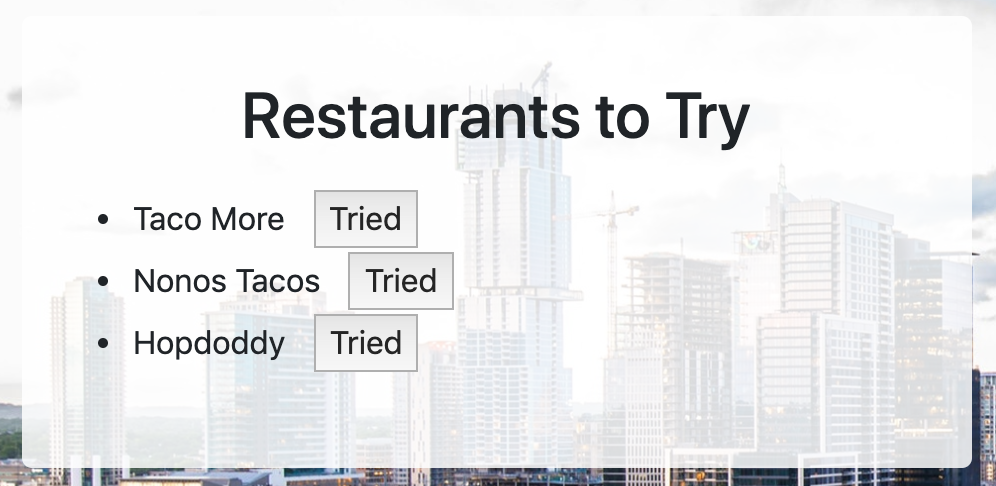 Restaurants to Try
Taco More Tried
Nonos Tacos Tried
Hopdoddy Tried